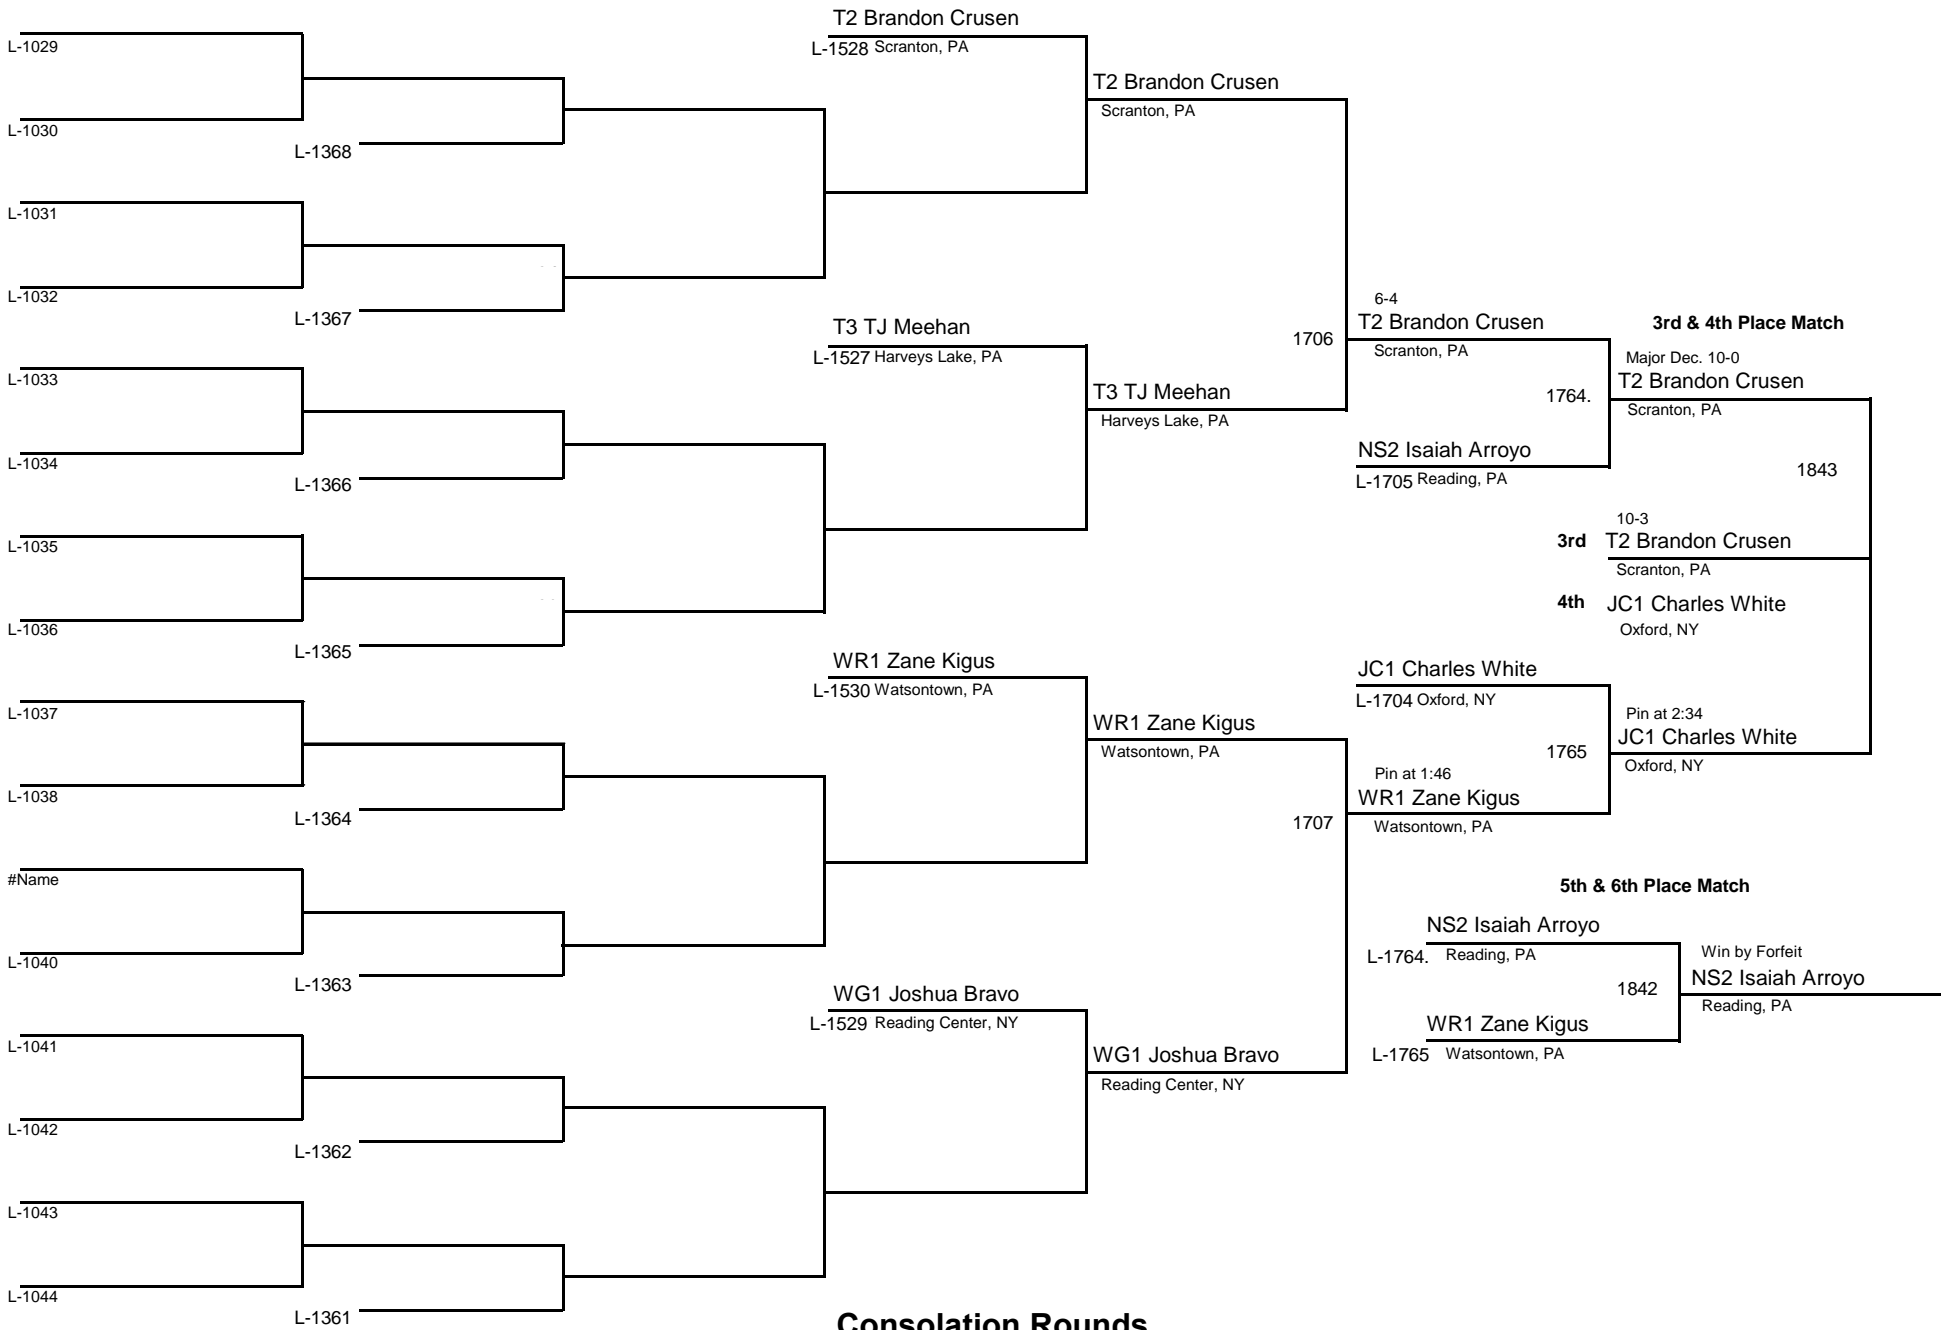 L-1029
L-1030
L-1368
L-1031
L-1032
L-1367
L-1033
L-1034
L-1366
L-1035
L-1036
L-1365
L-1037
L-1038
L-1364
#Name
L-1040
L-1363
L-1041
L-1042
L-1362
L-1043
L-1044
L-1361
T2 Brandon Crusen
L-1528 Scranton, PA
T3 TJ Meehan
L-1527 Harveys Lake, PA
WR1 Zane Kigus
L-1530 Watsontown, PA
WG1 Joshua Bravo
L-1529 Reading Center, NY
T2 Brandon Crusen
Scranton, PA
1706
T3 TJ Meehan
Harveys Lake, PA
WR1 Zane Kigus
Watsontown, PA
1707
WG1 Joshua Bravo
Reading Center, NY
6-4
T2 Brandon Crusen
Scranton, PA
1764.
NS2 Isaiah Arroyo
L-1705 Reading, PA
JC1 Charles White
L-1704 Oxford, NY
1765
Pin at 1:46
WR1 Zane Kigus
Watsontown, PA
3rd & 4th Place Match
Major Dec. 10-0
T2 Brandon Crusen
Scranton, PA
1843
10-3
3rd T2 Brandon Crusen
Scranton, PA
4th JC1 Charles White
Oxford, NY
Pin at 2:34
JC1 Charles White
Oxford, NY
5th & 6th Place Match
NS2 Isaiah Arroyo
L-1764. Reading, PA
1842
WR1 Zane Kigus
L-1765 Watsontown, PA
Win by Forfeit
NS2 Isaiah Arroyo
Reading, PA
Consolation Rounds